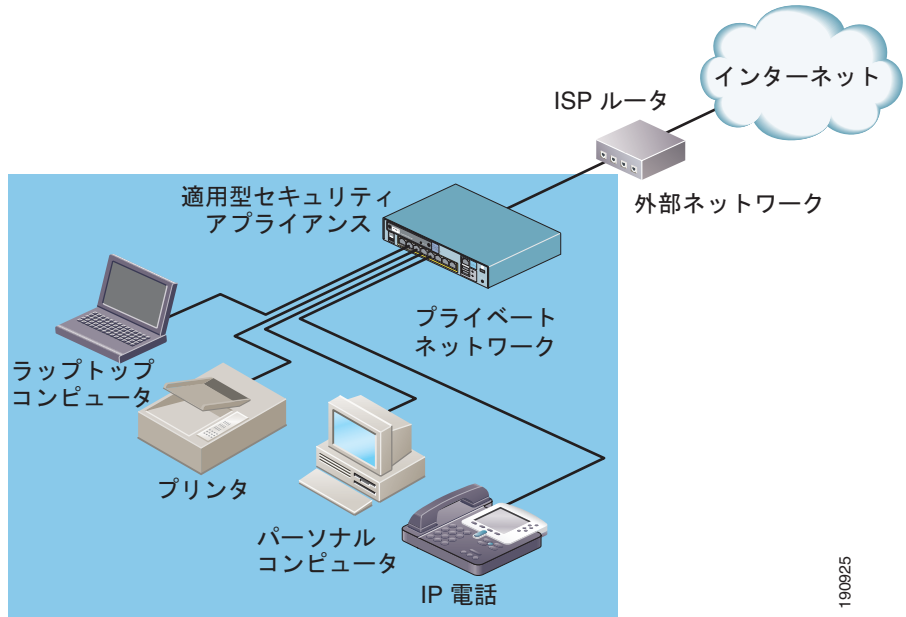 インターネット
ISP ルータ
外部ネットワーク
適用型セキュリティ
アプライアンス
プライベート
ネットワーク
ラップトップ
コンピュータ
プリンタ
パーソナル
コンピュータ
IP 電話
190925